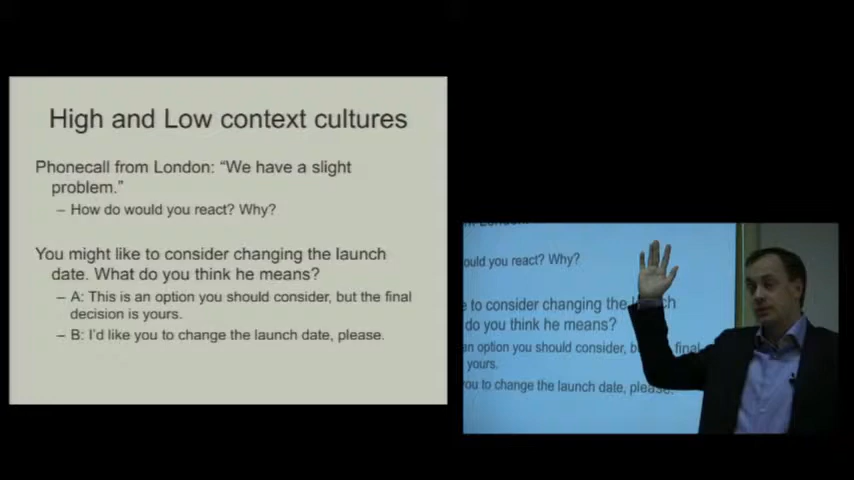 High and Low context cultures
Phonecall from London: “We have a slight
problem.”
– How do would you react? Why?
You might like to consider changing the launch
date. What do you think he means?
– A: This is an option you should consider, but the final
decision is yours.
– B: I’d like you to change the launch date, please.
ould you react? Why?
e to consider changing the
ch
do you think he means?
an option you should consider, b
final
yours.
ou to change the launch date, please.